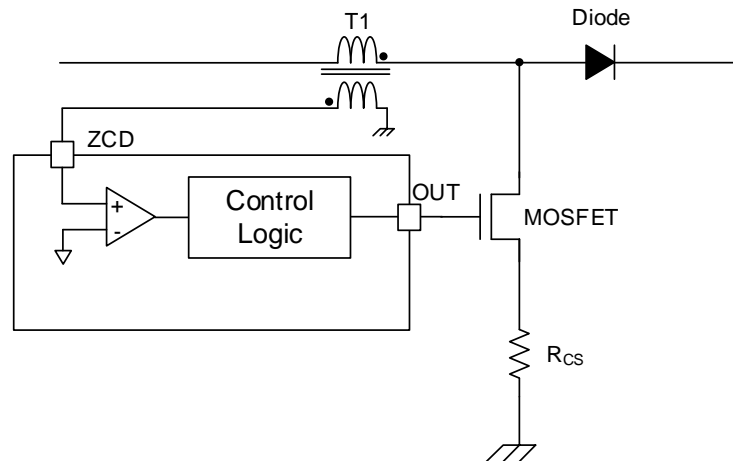 T1
Diode
ZCD
+
-
Control
Logic
OUT
MOSFET
RCS